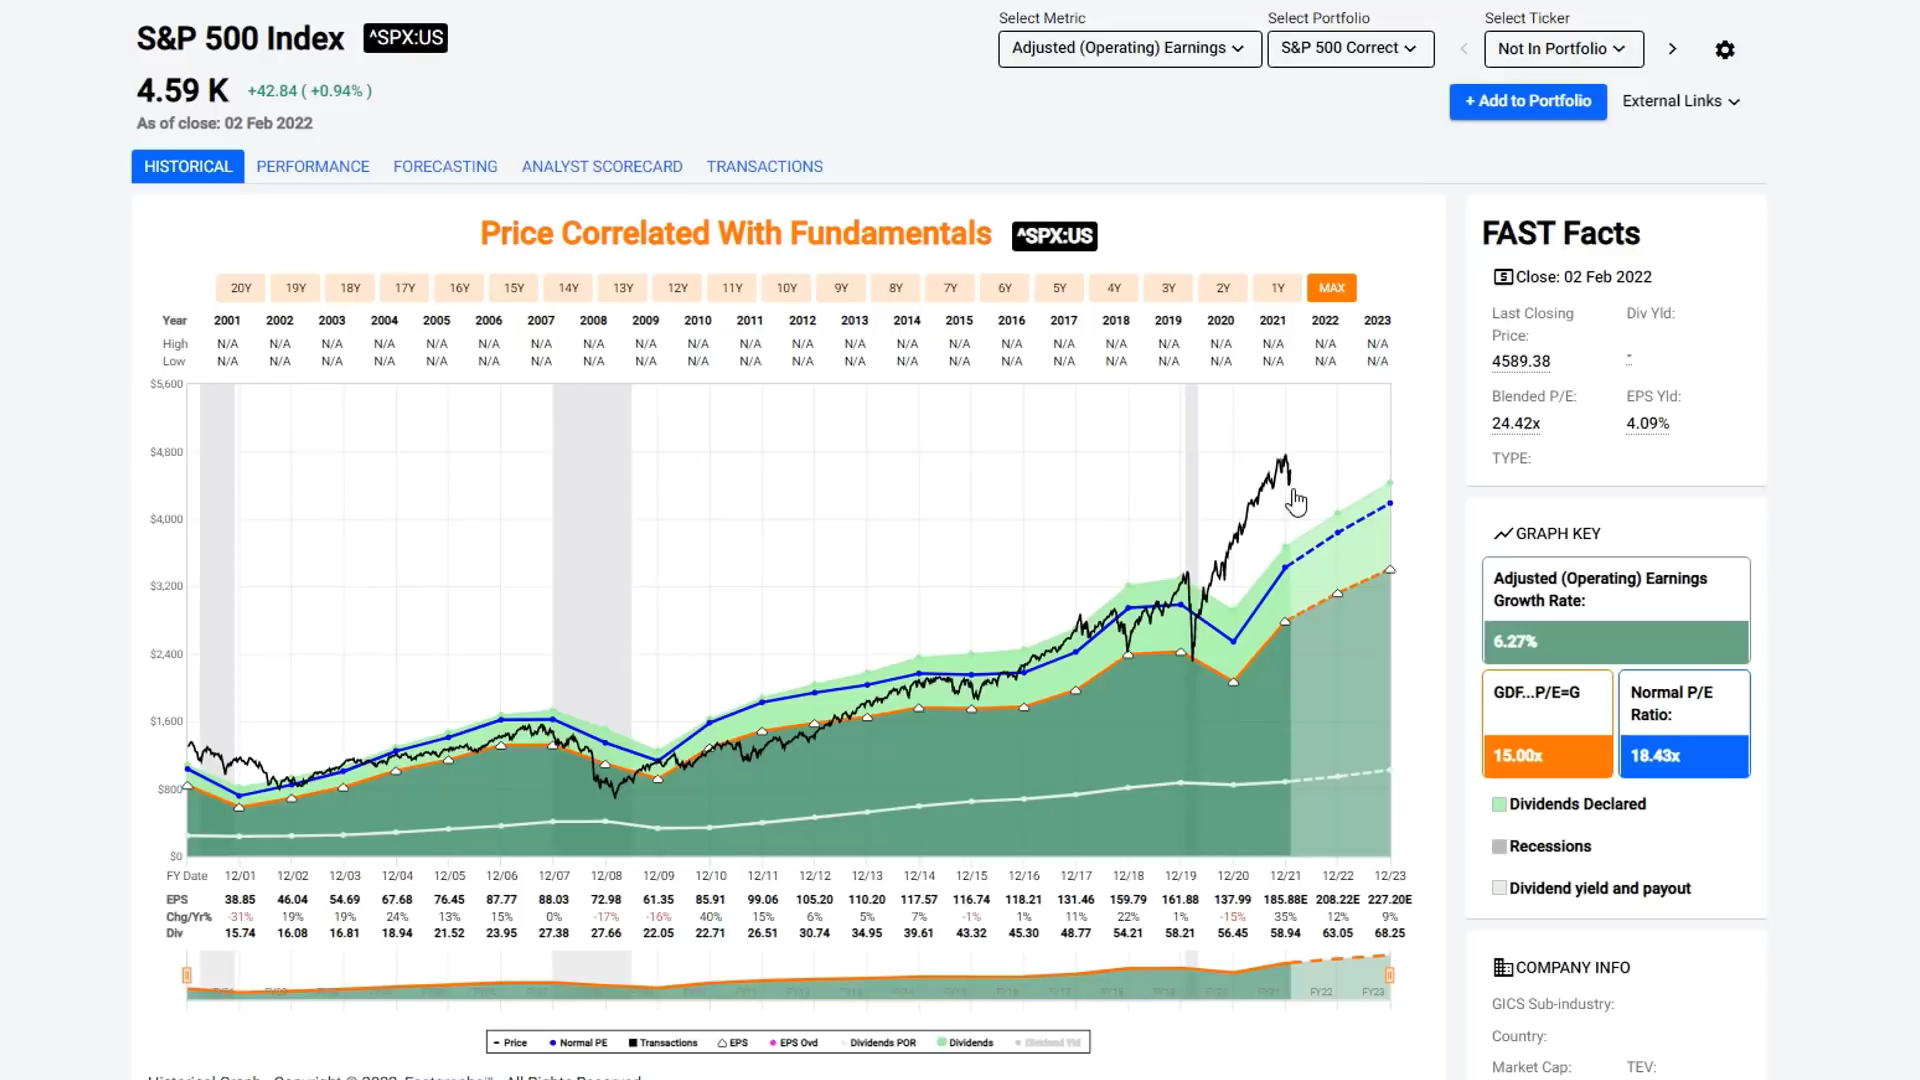 S&P 500 Index ^SPX:US
4.59 K +42.84 ( +0.94% )
As of close: 02 Feb 2022
Select Metric Select Portfolio Select Ticker
Adjusted (Operating) Earnings S&P 500 Correct Not In Portfolio
+ Add to Portfolio External Links
HISTORICAL PERFORMANCE FORECASTING ANALYST SCORECARD TRANSACTIONS
Price Correlated With Fundamentals ^SPX:US
20Y 19Y 18Y 17Y 16Y 15Y 14Y 13Y 12Y 11Y 10Y 9Y 8Y 7Y 6Y 5Y 4Y 3Y 2Y 1Y MAX
Year 2001 2002 2003 2004 2005 2006 2007 2008 2009 2010 2011 2012 2013 2014 2015 2016 2017 2018 2019 2020 2021 2022 2023
High N/A N/A N/A N/A N/A N/A N/A N/A N/A N/A N/A N/A N/A N/A N/A N/A N/A N/A N/A N/A N/A N/A N/A
Low N/A N/A N/A N/A N/A N/A N/A N/A N/A N/A N/A N/A N/A N/A N/A N/A N/A N/A N/A N/A N/A N/A N/A
$5,600
$4,800
$4,000
$3,200
$2,400
$1,600
$800
$0
FY Date 12/01 12/02 12/03 12/04 12/05 12/06 12/07 12/08 12/09 12/10 12/11 12/12 12/13 12/14 12/15 12/16 12/17 12/18 12/19 12/20 12/21 12/22 12/23
EPS 38.85 46.04 54.69 67.68 76.45 87.77 88.03 72.98 61.35 85.91 99.06 105.20 110.20 117.57 116.74 118.21 131.46 159.79 161.88 137.99 185.88E 208.22E 227.20E
Chg/Yr% -31% 19% 19% 24% 13% 15% 0% -17% -16% 40% 15% 6% 5% 7% -1% 1% 11% 22% 1% -15% 35% 12% 9%
Div 15.74 16.08 16.81 18.94 21.52 23.95 27.38 27.66 22.05 22.71 26.51 30.74 34.95 39.61 43.32 45.30 48.77 54.21 58.21 56.45 58.94 63.05 68.25
FY22 FY23
Price Normal PE Transactions EPS EPS Ovd Dividends POR Dividends Dividend Yld
FAST Facts
Close: 02 Feb 2022
Last Closing Price: Div Yld:
4589.38 -
Blended P/E: EPS Yld:
24.42x 4.09%
TYPE:
GRAPH KEY
Adjusted (Operating) Earnings
Growth Rate:
6.27%
GDF...P/E=G Normal P/E
Ratio:
15.00x 18.43x
Dividends Declared
Recessions
Dividend yield and payout
COMPANY INFO
GICS Sub-industry:
Country:
Market Cap: TEV: